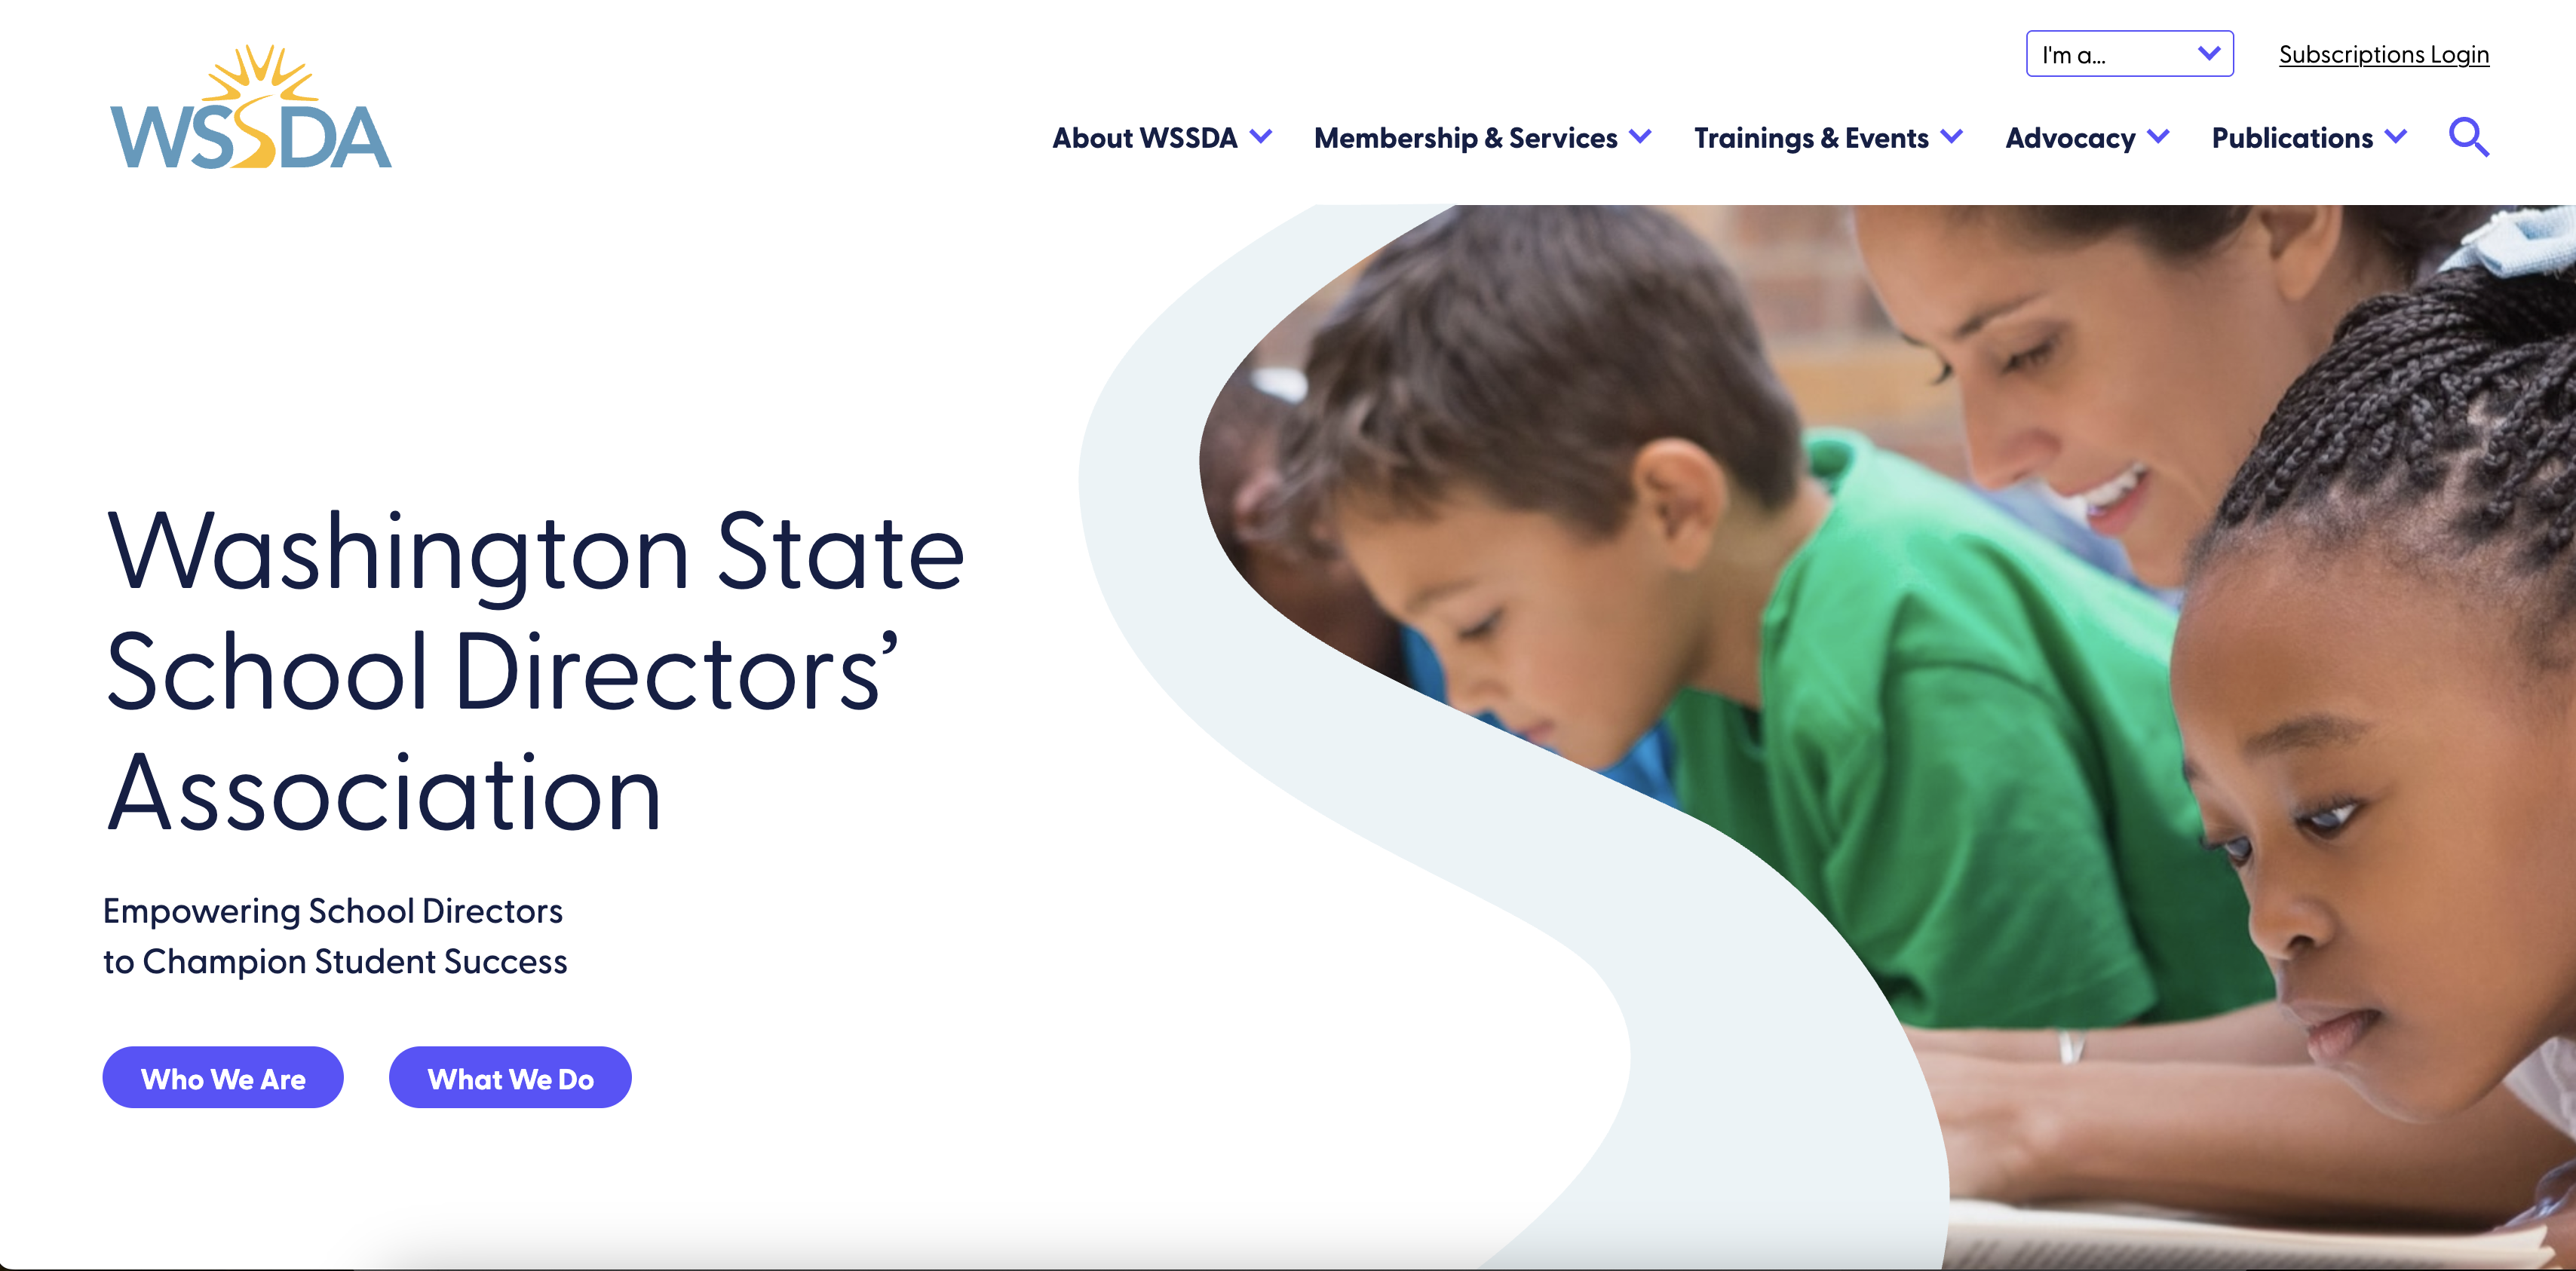 WSSDA
I'm a...
Subscriptions Login
About WSSDA
Membership & Services
Trainings & Events
Advocacy
Publications
Washington State
School Directors’
Association
Empowering School Directors
to Champion Student Success
Who We Are
What We Do